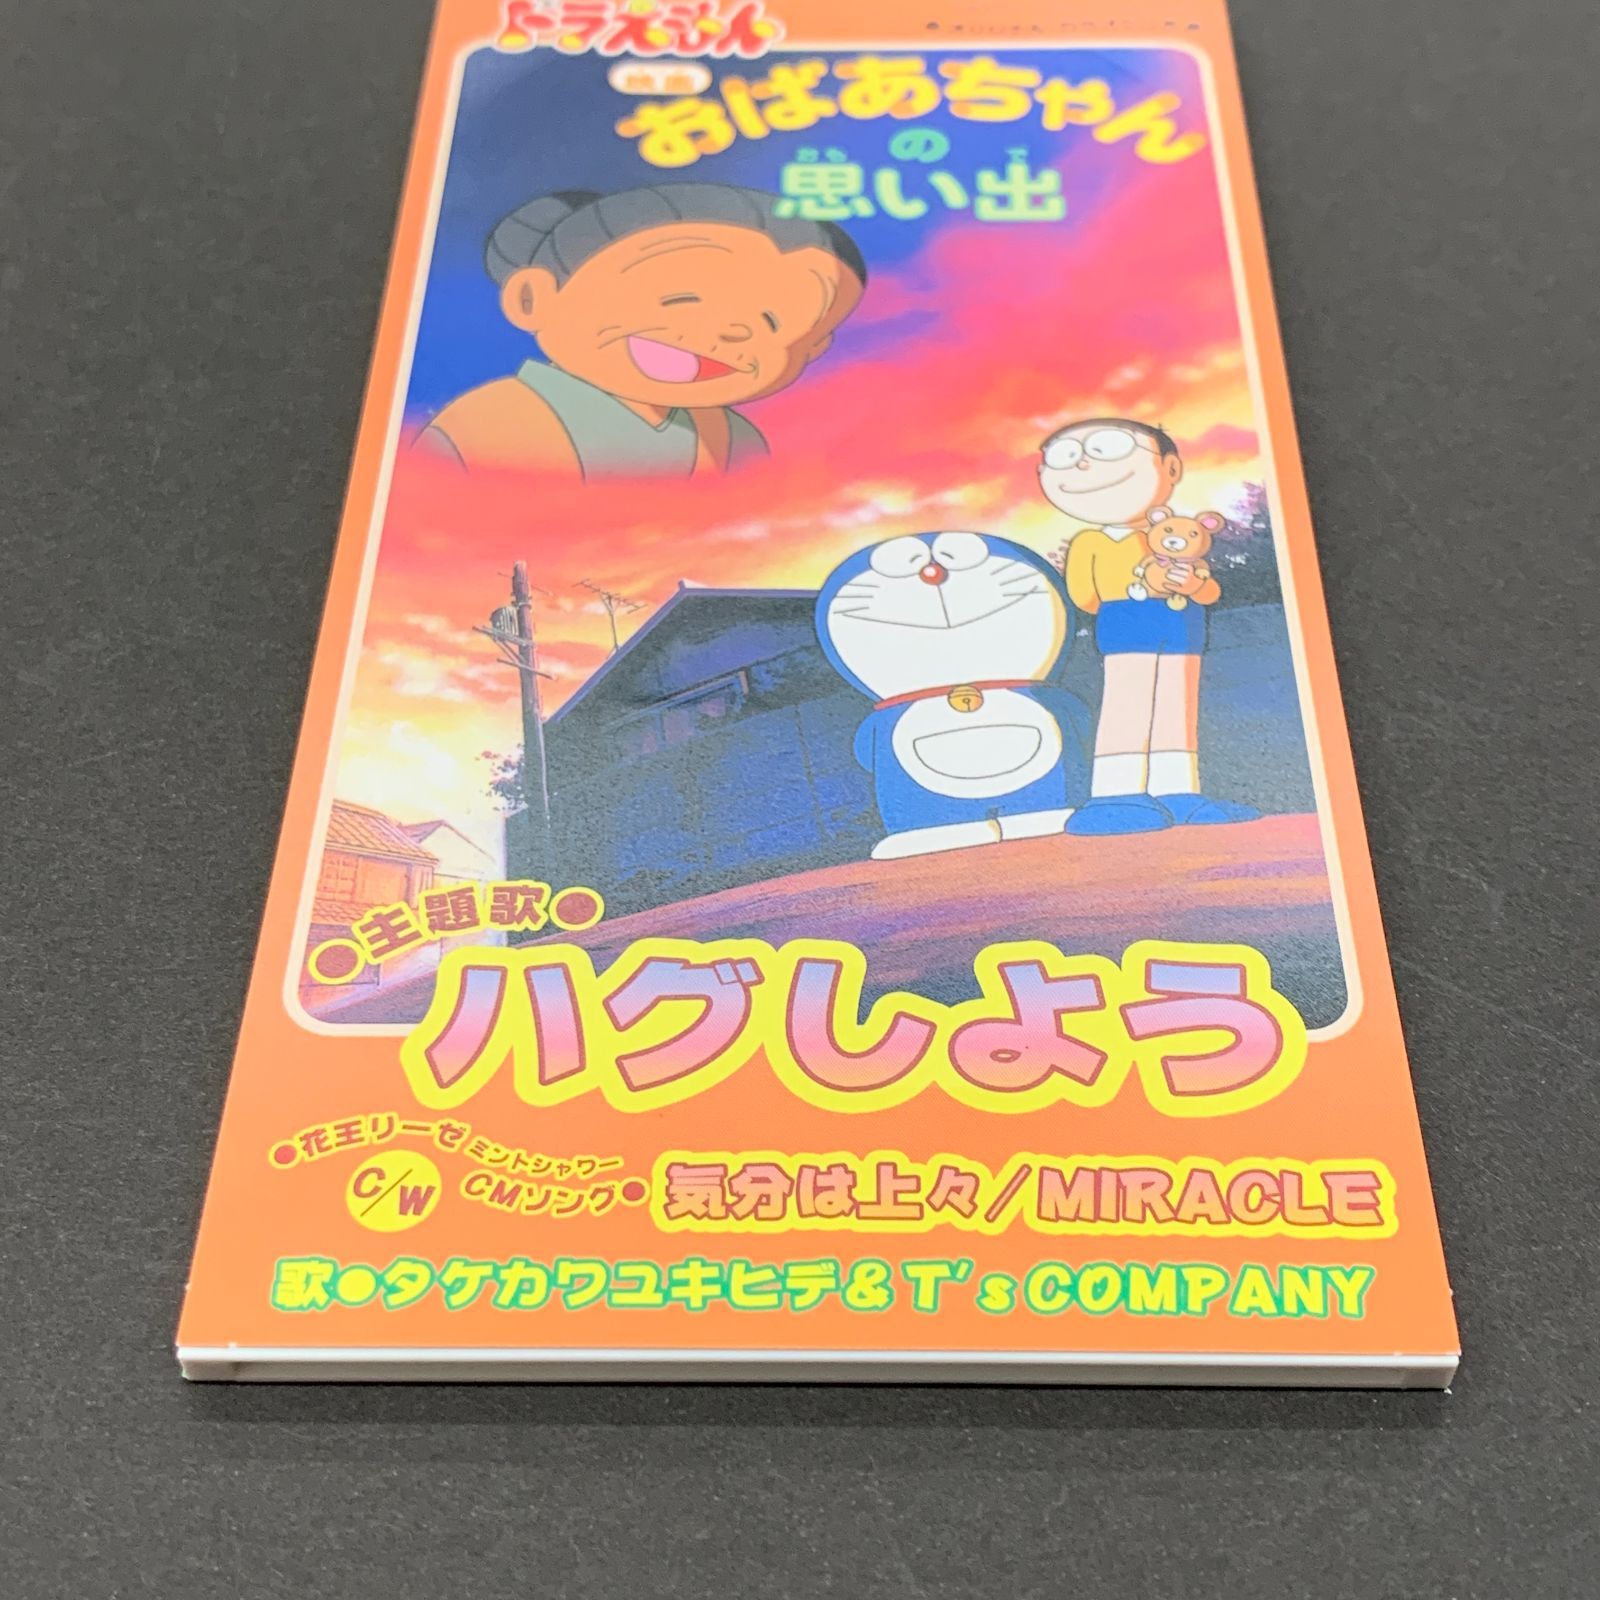 ドラえもん
映画
おばあちゃん
の
おも で
思い出
●主題歌●
ハグしよう
●花王リーゼ ミントシャワー
C/W CMソング● 気分は上々/MIRACLE
歌●タケカワユキヒデ&T's COMPANY